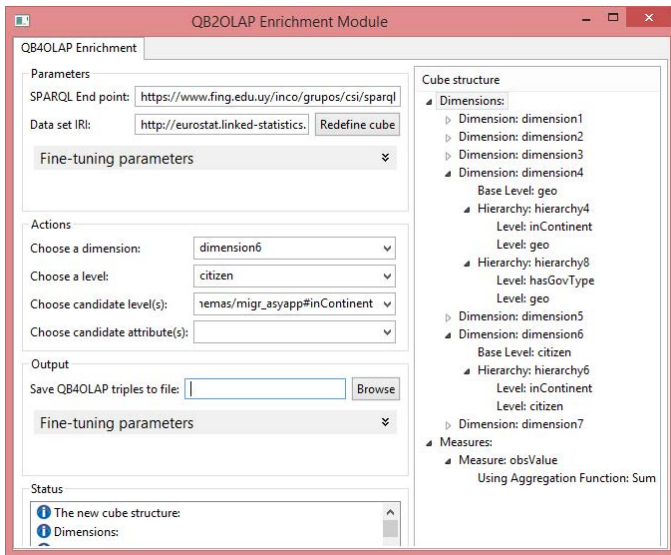 QB2OLAP Enrichment Module
QB4OLAP Enrichment
Parameters
SPARQL End point: https://www.fing.edu.uy/inco/grupos/csi/sparql
Data set IRI: http://eurostat.linked-statistics. Redefine cube
Fine-tuning parameters
Actions
Choose a dimension: dimension6
Choose a level: citizen
Choose candidate level(s): nemas/migr_asyapp#inContinent
Choose candidate attribute(s):
Output
Save QB4OLAP triples to file: Browse
Fine-tuning parameters
Status
The new cube structure:
Dimensions:
Cube structure
Dimensions:
Dimension: dimension1
Dimension: dimension2
Dimension: dimension3
Dimension: dimension4
Base Level: geo
Hierarchy: hierarchy4
Level: inContinent
Level: geo
Hierarchy: hierarchy8
Level: hasGovType
Level: geo
Dimension: dimension5
Dimension: dimension6
Base Level: citizen
Hierarchy: hierarchy6
Level: inContinent
Level: citizen
Dimension: dimension7
Measures:
Measure: obsValue
Using Aggregation Function: Sum